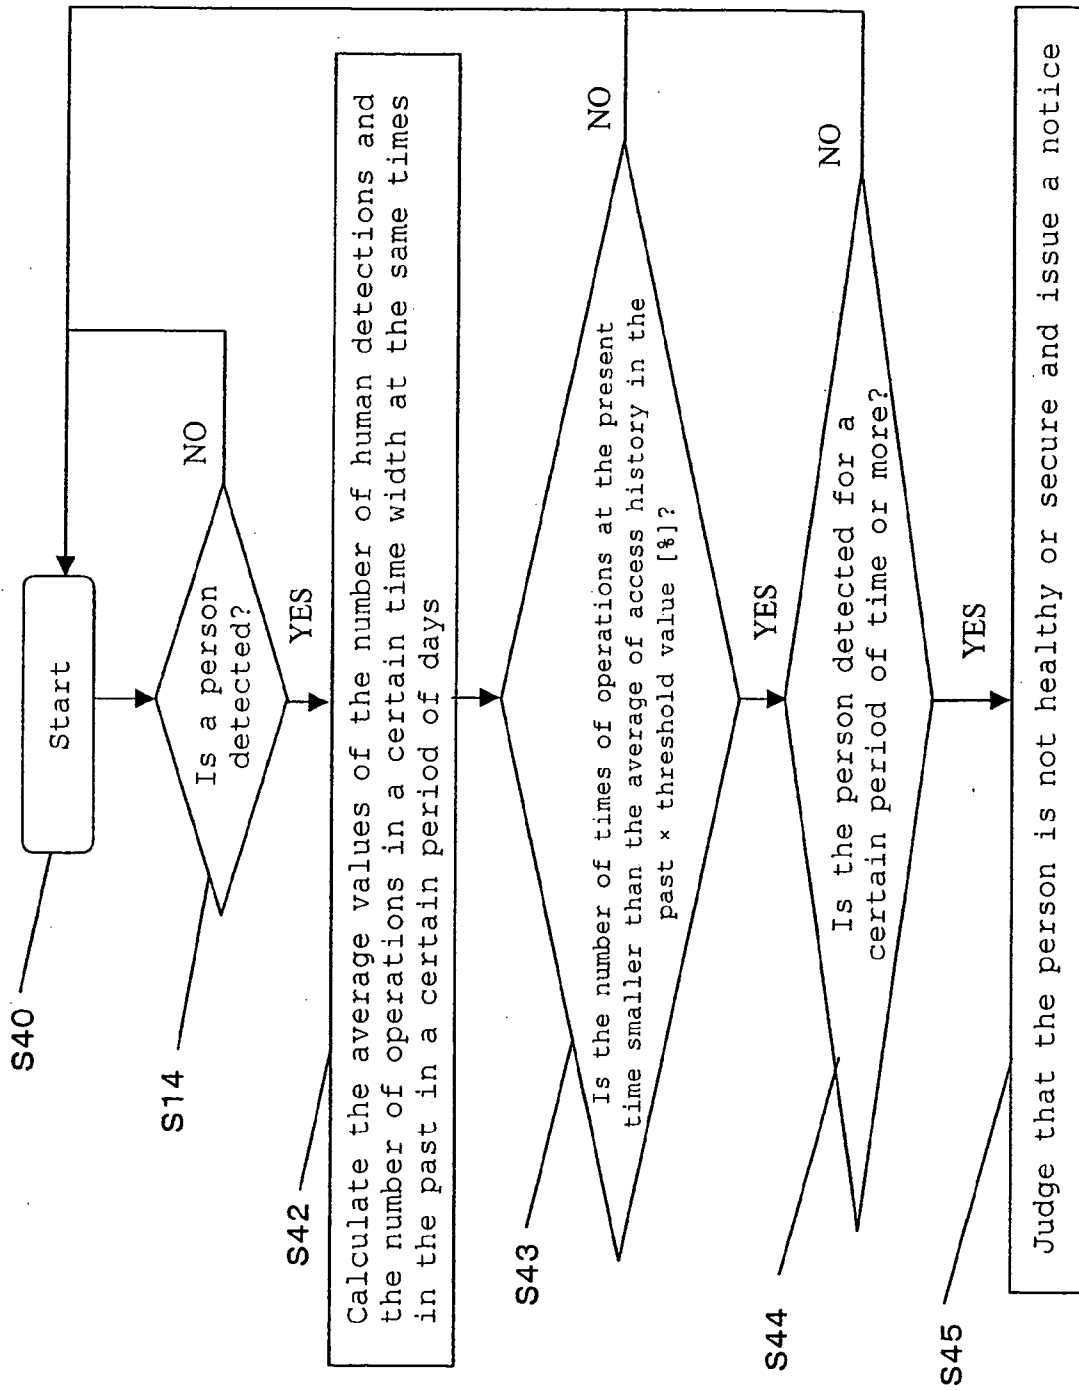 S40
Start
S14
Is a person
detected?
NO
YES
S42
Calculate the average values of the number of human detections and
the number of operations in a certain time width at the same times
in the past in a certain period of days
S43
Is the number of times of operations at the present
time smaller than the average of access history in the
past × threshold value [%]?
NO
YES
S44
Is the person detected for a
certain period of time or more?
NO
YES
S45
Judge that the person is not healthy or secure and issue a notice